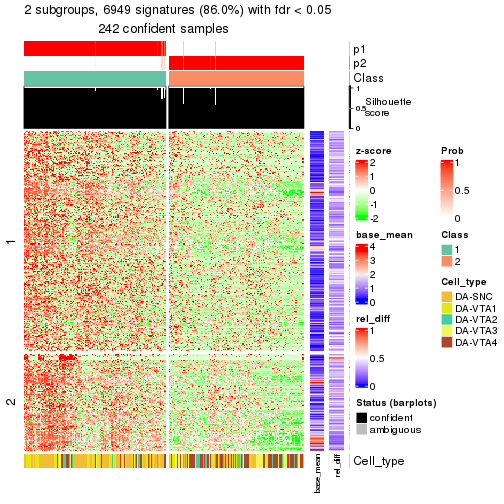 2 subgroups, 6949 signatures (86.0%) with fdr < 0.05
242 confident samples
p1
p2
Class
1
0.5
0
Silhouette
score
1
2
Cell_type
base_mean
rel_diff
z-score
2
1
0
-1
-2
base_mean
4
3
2
1
0
rel_diff
1
0.5
0
Prob
1
0.5
0
Class
1
2
Cell_type
DA-SNC
DA-VTA1
DA-VTA2
DA-VTA3
DA-VTA4
Status (barplots)
confident
ambiguous